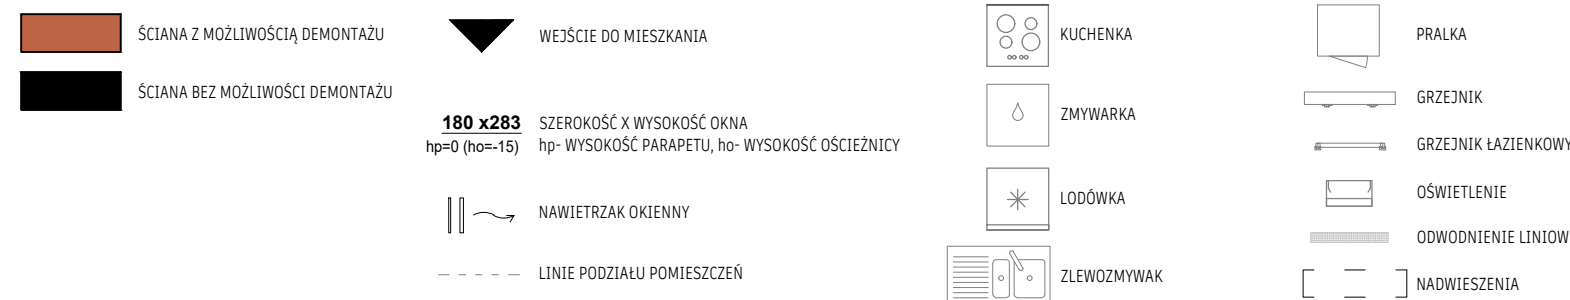 ŚCIANA Z MOŻLIWOŚCIĄ DEMONTAŻU
ŚCIANA BEZ MOŻLIWOŚCI DEMONTAŻU
WEJŚCIE DO MIESZKANIA
180 x283 SZEROKOŚĆ X WYSOKOŚĆ OKNA
hp=0 (ho=-15) hp- WYSOKOŚĆ PARAPETU, ho- WYSOKOŚĆ OŚCIEŻNICY
NAWIETRZAK OKIENNY
LINIE PODZIAŁU POMIESZCZEŃ
KUCHENKA
ZMYWARKA
LODÓWKA
ZLEWOZMYWAK
PRALKA
GRZEJNIK
GRZEJNIK ŁAZIENKOWY
OŚWIETLENIE
ODWODNIENIE LINIOW
NADWIESZENIA